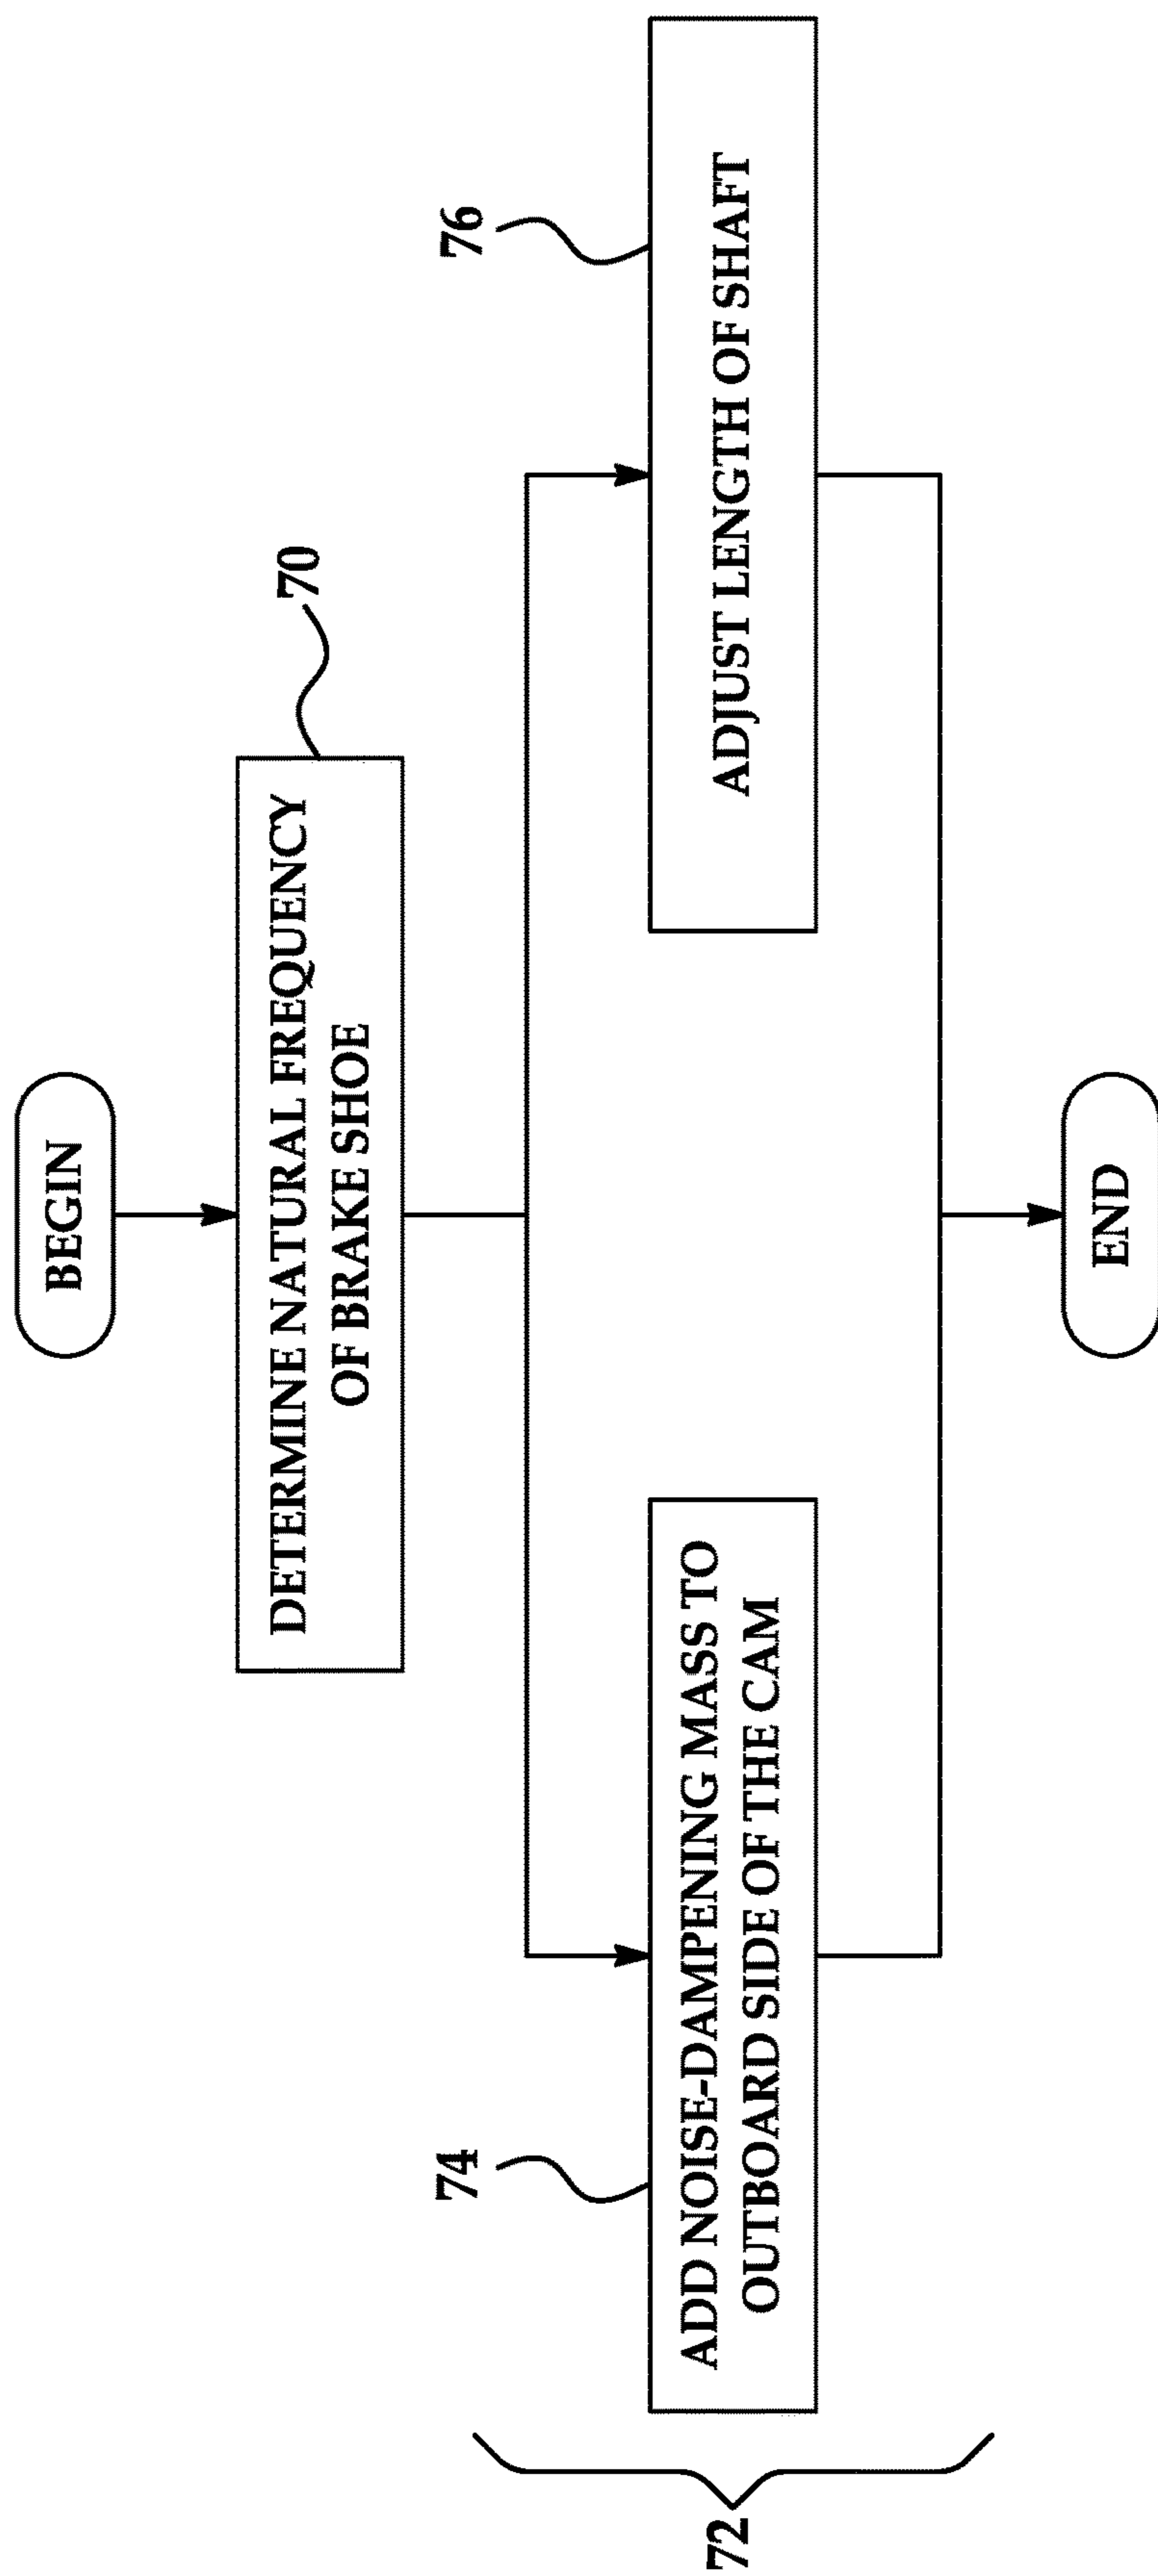 BEGIN
DETERMINE NATURAL FREQUENCY
OF BRAKE SHOE
70
72
74
ADD NOISE-DAMPENING MASS TO
OUTBOARD SIDE OF THE CAM
76
ADJUST LENGTH OF SHAFT
END